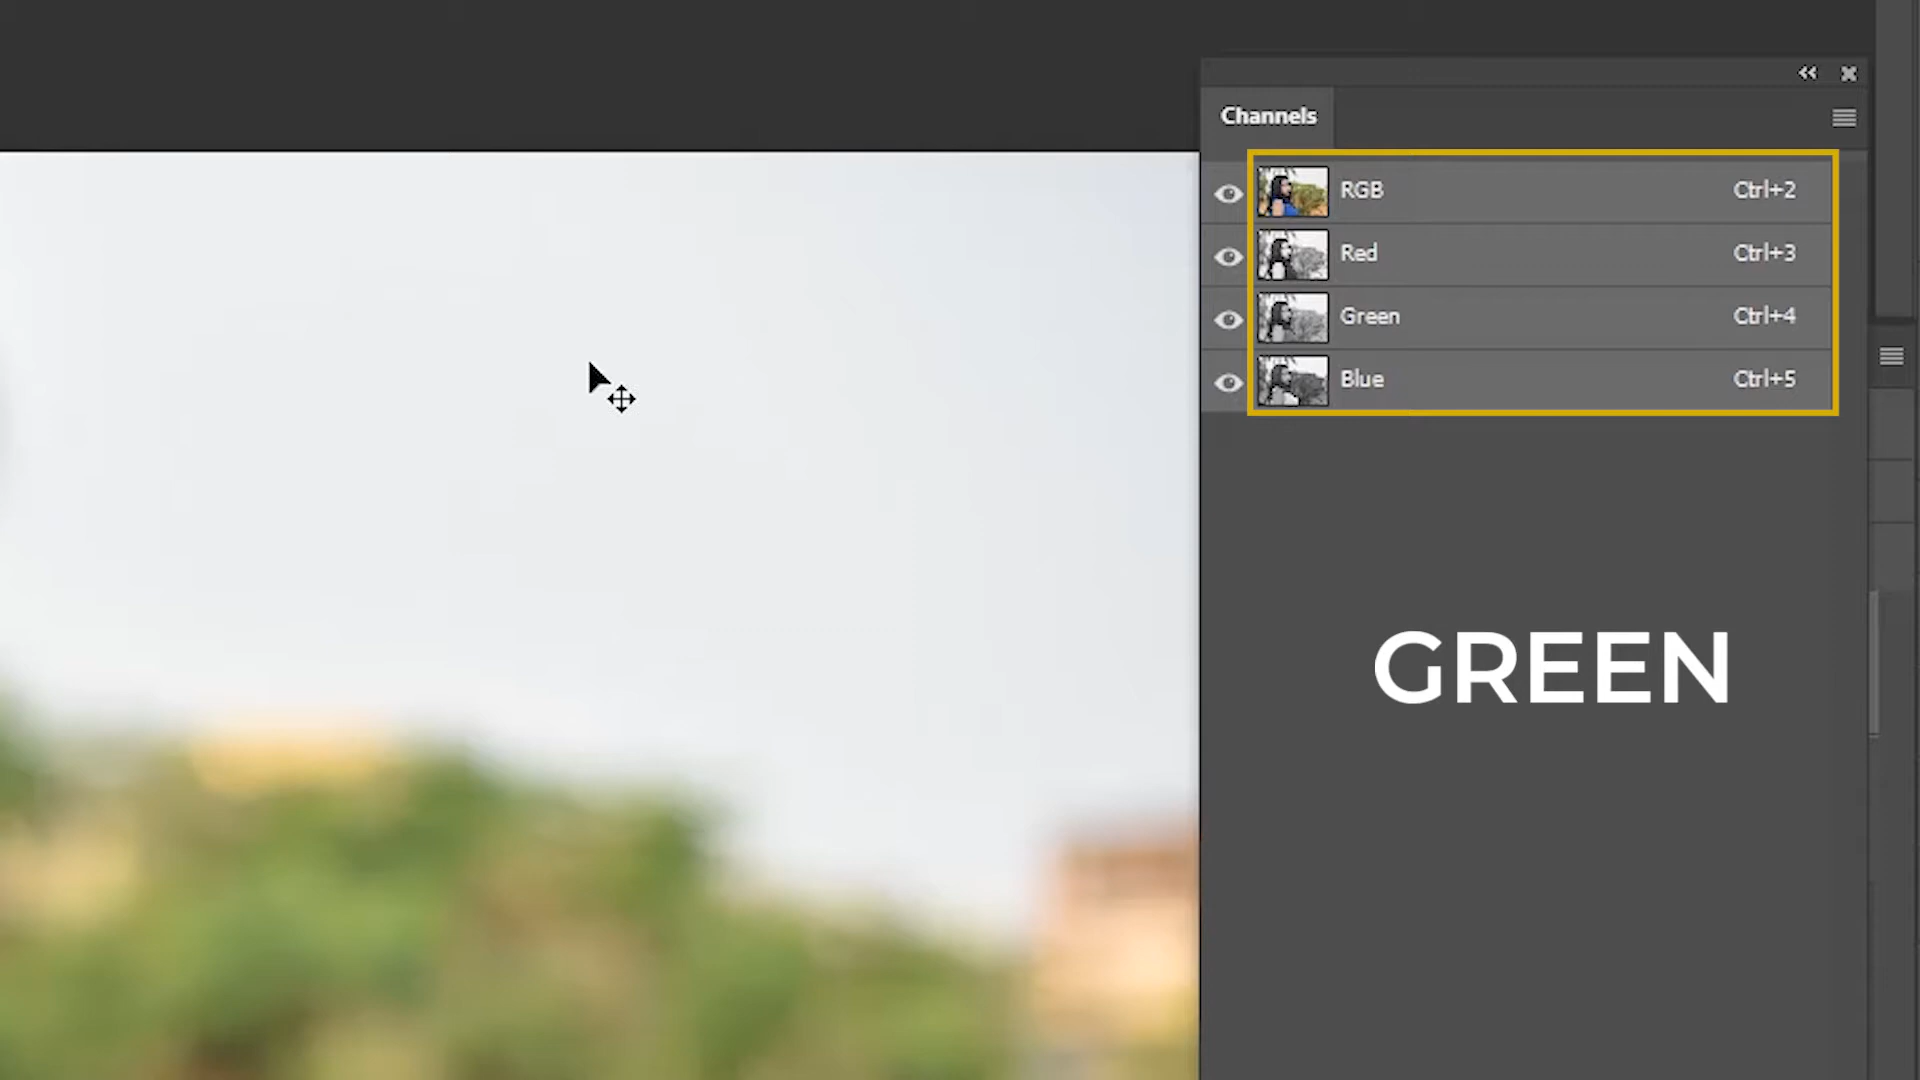 Channels
RGB Ctrl+2
Red Ctrl+3
Green Ctrl+4
Blue Ctrl+5
GREEN